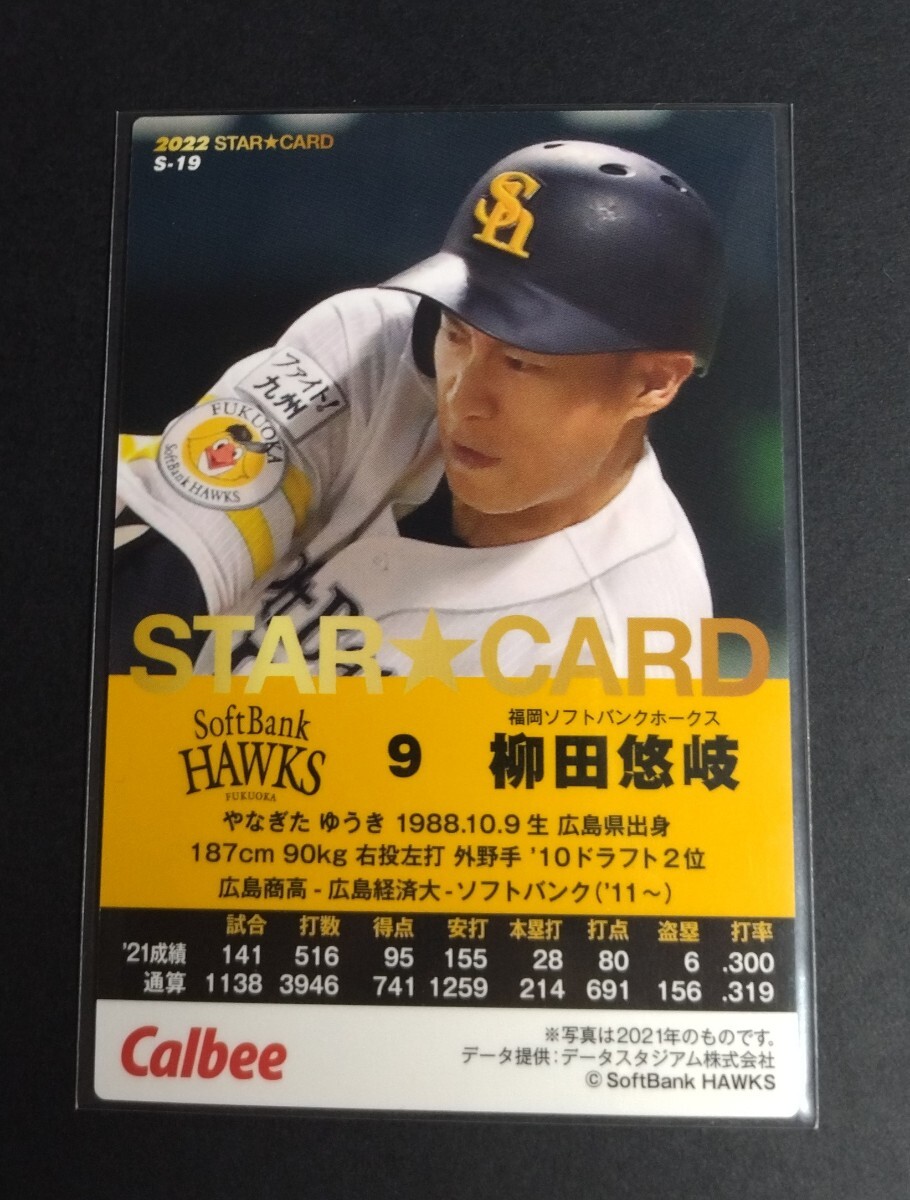 2022 STAR★CARD
S-19
Sh
ファイト!
九州
FUKUOKA
SoftBank HAWKS
STAR★CARD
SoftBank
HAWKS
FUKUOKA
9
福岡ソフトバンクホークス
柳田悠岐
やなぎた ゆうき 1988.10.9生 広島県出身
187cm 90kg 右投左打 外野手 '10ドラフト2位
広島商高-広島経済大-ソフトバンク('11～)
試合 打数 得点 安打 本塁打 打点 盗塁 打率
'21成績 141 516 95 155 28 80 6 .300
通算 1138 3946 741 1259 214 691 156 .319
Calbee
※写真は2021年のものです。
データ提供:データスタジアム株式会社
© SoftBank HAWKS